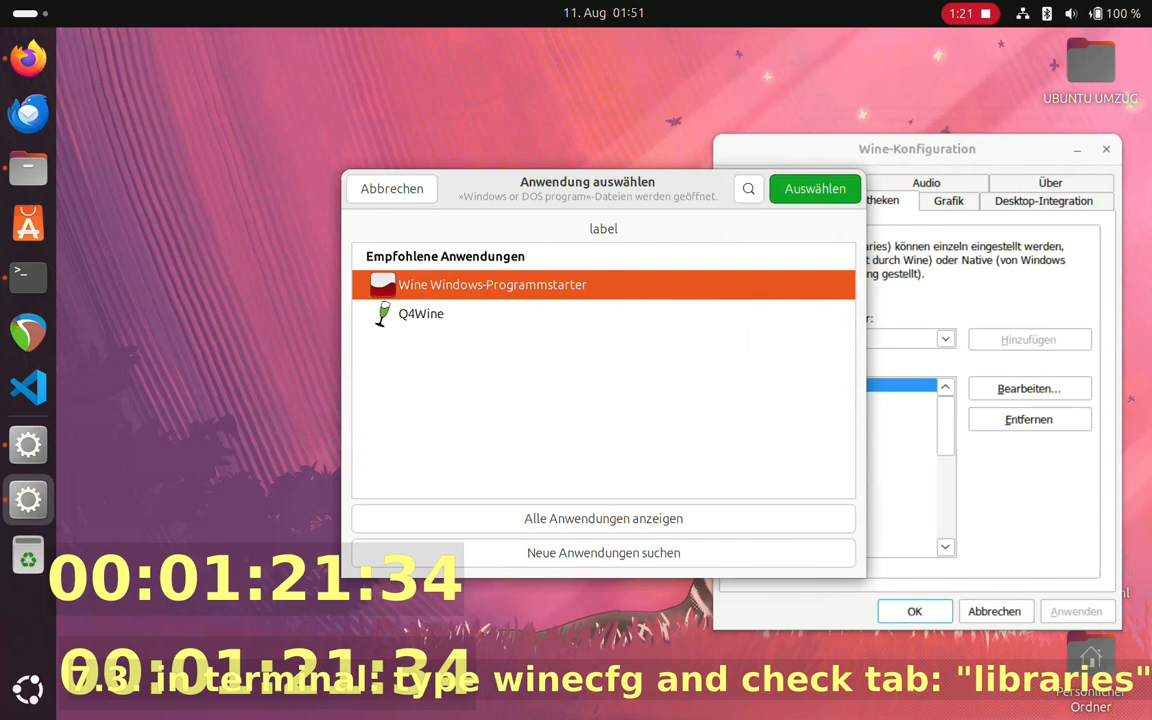 11. Aug 01:51
1:21
100 %
UBUNTU UMZUG
Wine-Konfiguration
Audio
Über
theken
Grafik
Desktop-Integration
aries) können einzeln eingestellt werden,
t durch Wine) oder Native (von Windows
ng gestellt).
r:
Hinzufügen
Bearbeiten...
Entfernen
OK
Abbrechen
Anwenden
Abbrechen
Anwendung auswählen
»Windows or DOS program«-Dateien werden geöffnet.
Auswählen
label
Empfohlene Anwendungen
Wine Windows-Programmstarter
Q4Wine
Alle Anwendungen anzeigen
Neue Anwendungen suchen
00:01:21:34
00:01:21:34
7.3. in terminal: type winecfg and check tab: "libraries"
Persönlicher
Ordner